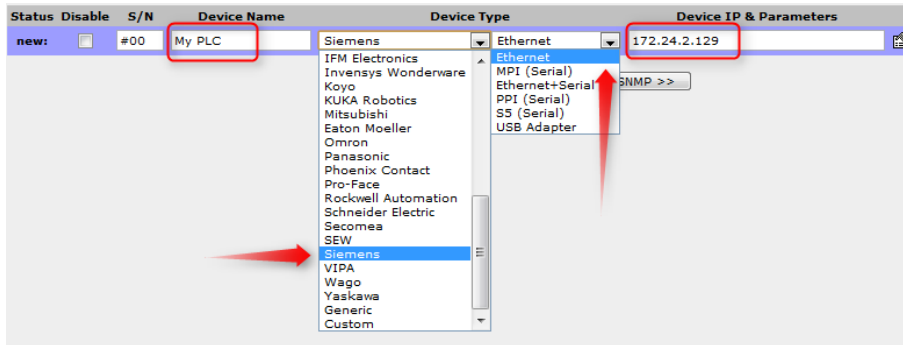 Status Disable S/N Device Name Device Type Device IP & Parameters
new: #00 My PLC Siemens Ethernet 172.24.2.129
IFM Electronics
Invensys Wonderware
Koyo
KUKA Robotics
Mitsubishi
Eaton Moeller
Omron
Panasonic
Phoenix Contact
Pro-Face
Rockwell Automation
Schneider Electric
Secomea
SEW
Siemens
VIPA
Wago
Yaskawa
Generic
Custom
Ethernet
MPI (Serial)
Ethernet+Serial
PPI (Serial)
S5 (Serial)
USB Adapter
SNMP >>